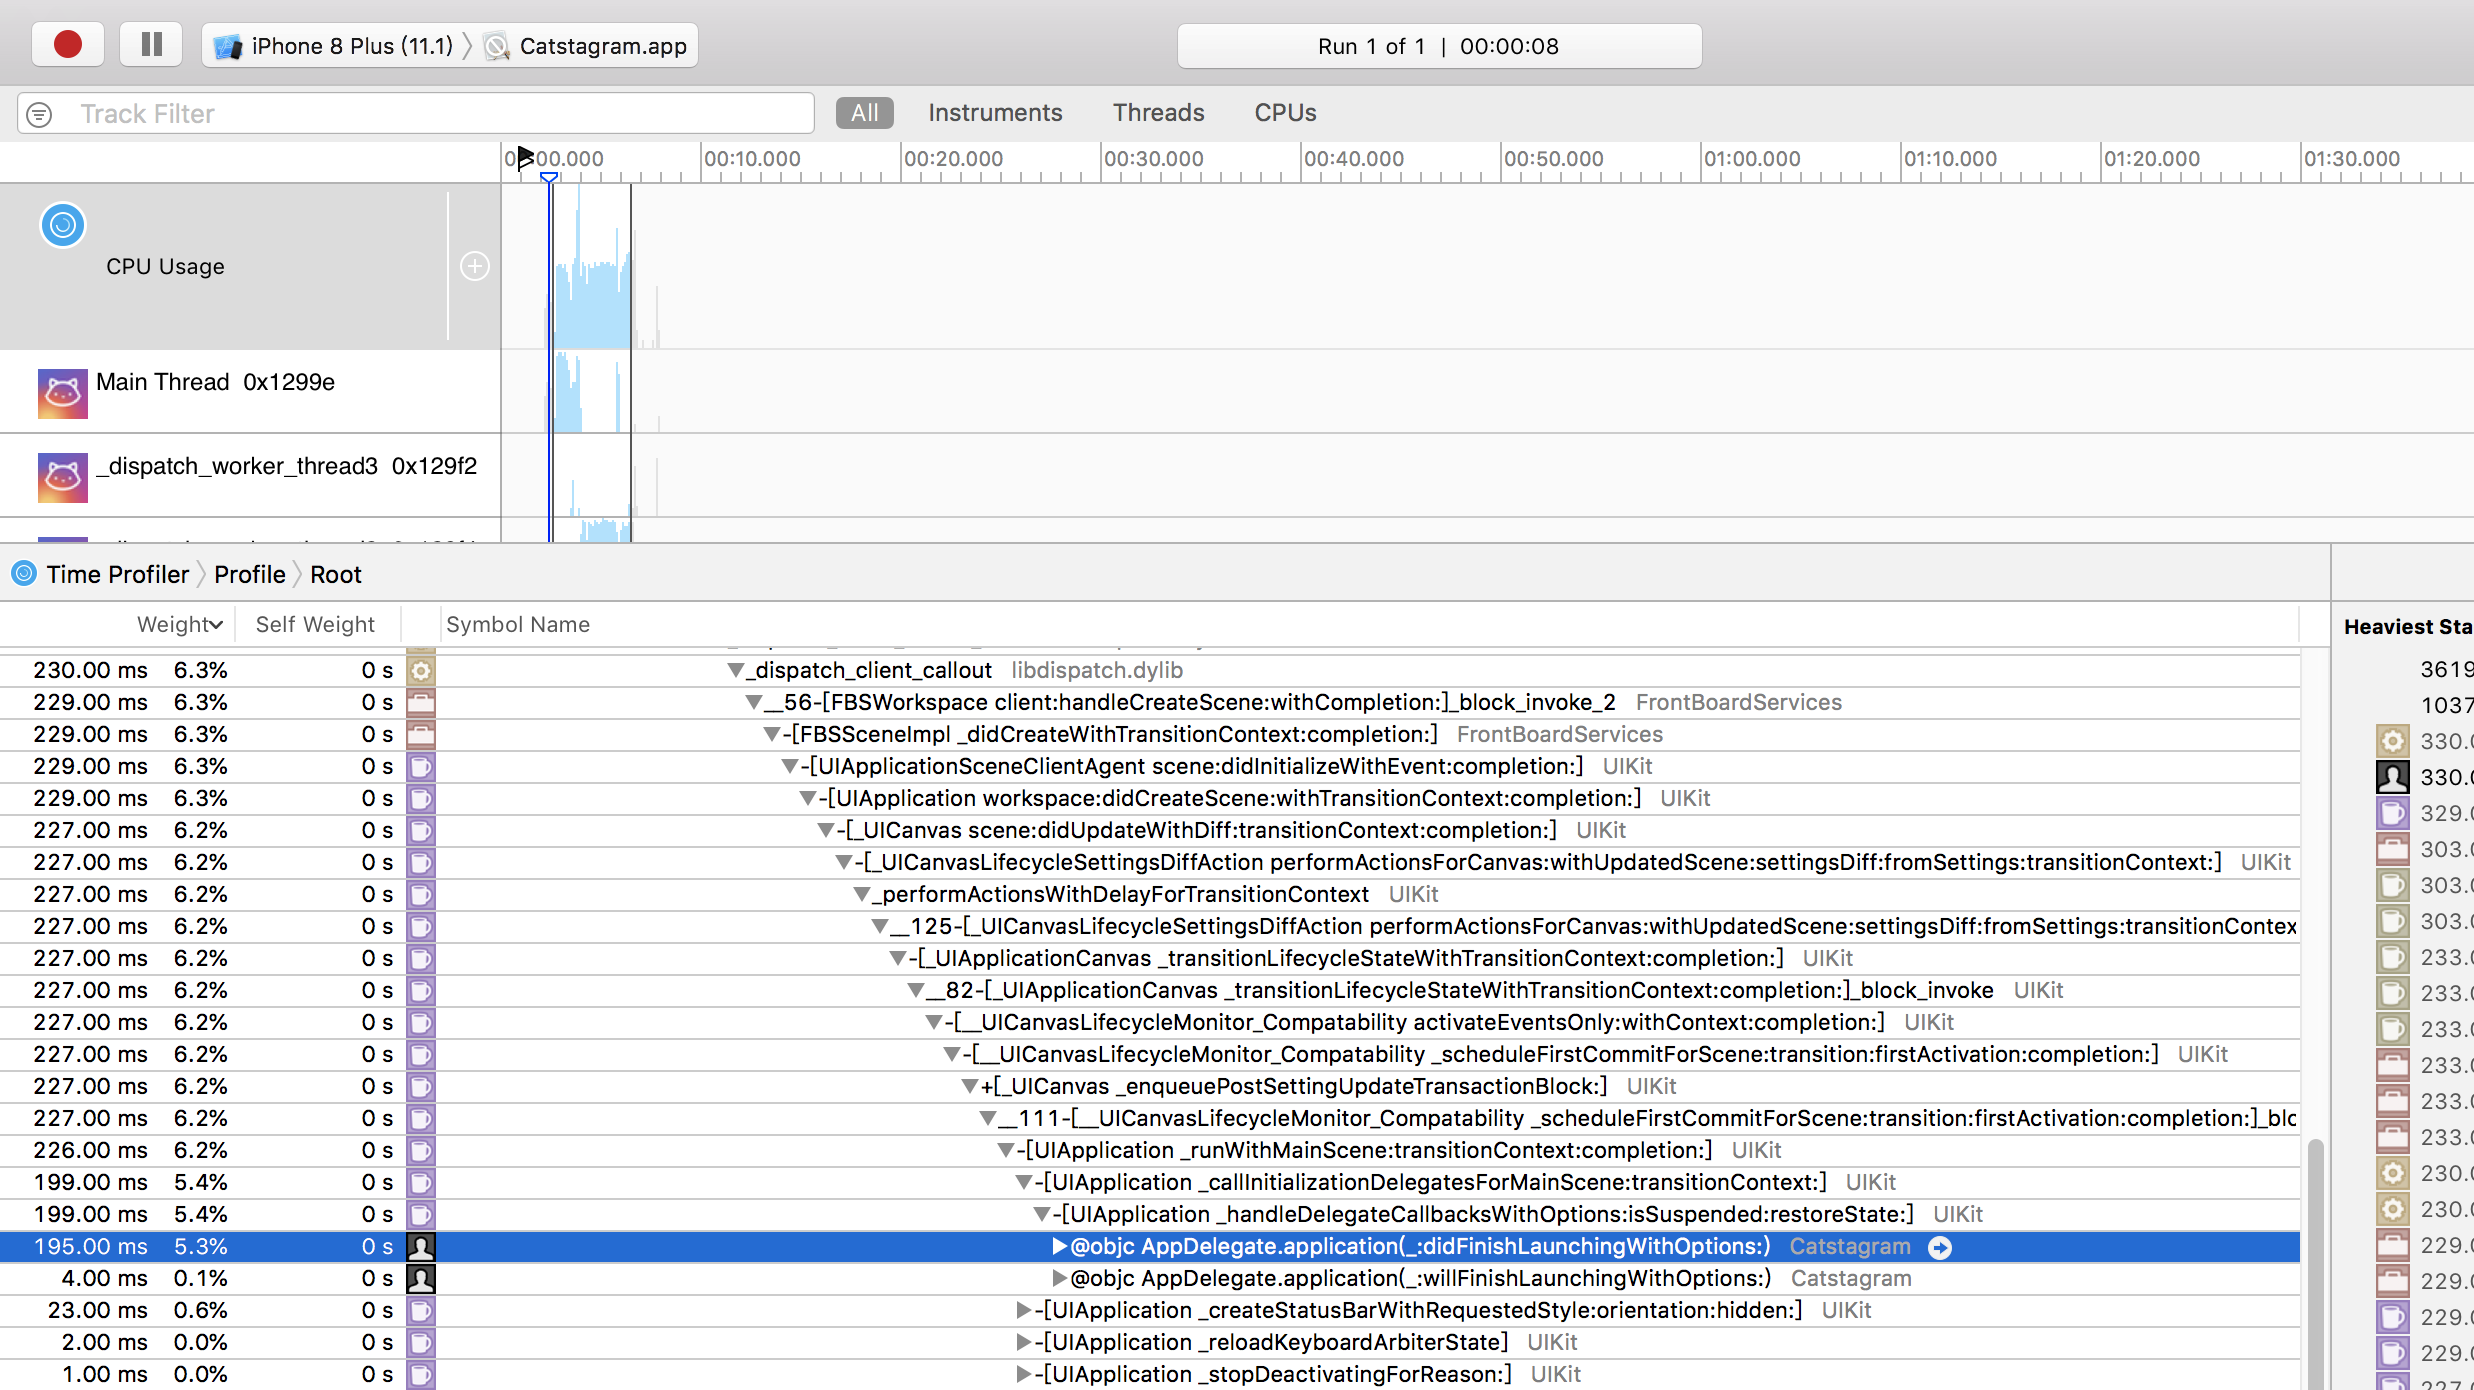 iPhone 8 Plus (11.1) Catstagram.app Run 1 of 1 | 00:00:08
Track Filter All Instruments Threads CPUs
00:10.000 00:20.000 00:30.000 00:40.000 00:50.000 01:00.000 01:10.000 01:20.000 01:30.000
CPU Usage
Main Thread 0x1299e
_dispatch_worker_thread3 0x129f2
Time Profiler Profile Root
Weight Self Weight Symbol Name Heaviest Sta
230.00 ms 6.3% 0 s _dispatch_client_callout libdispatch.dylib 3619
229.00 ms 6.3% 0 s __56-[FBSWorkspace client:handleCreateScene:withCompletion:]_block_invoke_2 FrontBoardServices 1037
229.00 ms 6.3% 0 s -[FBSSceneImpl _didCreateWithTransitionContext:completion:] FrontBoardServices 330.
229.00 ms 6.3% 0 s -[UIApplicationSceneClientAgent scene:didInitializeWithEvent:completion:] UIKit 330.
229.00 ms 6.3% 0 s -[UIApplication workspace:didCreateScene:withTransitionContext:completion:] UIKit 329.
227.00 ms 6.2% 0 s -[_UICanvas scene:didUpdateWithDiff:transitionContext:completion:] UIKit 303.
227.00 ms 6.2% 0 s -[_UICanvasLifecycleSettingsDiffAction performActionsForCanvas:withUpdatedScene:settingsDiff:fromSettings:transitionContext:] UIKit 303.
227.00 ms 6.2% 0 s _performActionsWithDelayForTransitionContext UIKit 303.
227.00 ms 6.2% 0 s __125-[_UICanvasLifecycleSettingsDiffAction performActionsForCanvas:withUpdatedScene:settingsDiff:fromSettings:transitionContex 233.
227.00 ms 6.2% 0 s -[_UIApplicationCanvas _transitionLifecycleStateWithTransitionContext:completion:] UIKit 233.
227.00 ms 6.2% 0 s __82-[_UIApplicationCanvas _transitionLifecycleStateWithTransitionContext:completion:]_block_invoke UIKit 233.
227.00 ms 6.2% 0 s -[__UICanvasLifecycleMonitor_Compatability activateEventsOnly:withContext:completion:] UIKit 233.
227.00 ms 6.2% 0 s -[__UICanvasLifecycleMonitor_Compatability _scheduleFirstCommitForScene:transition:firstActivation:completion:] UIKit 233.
227.00 ms 6.2% 0 s +[_UICanvas _enqueuePostSettingUpdateTransactionBlock:] UIKit 233.
227.00 ms 6.2% 0 s __111-[__UICanvasLifecycleMonitor_Compatability _scheduleFirstCommitForScene:transition:firstActivation:completion:]_bloc 230.
226.00 ms 6.2% 0 s -[UIApplication _runWithMainScene:transitionContext:completion:] UIKit 230.
199.00 ms 5.4% 0 s -[UIApplication _callInitializationDelegatesForMainScene:transitionContext:] UIKit 229.
199.00 ms 5.4% 0 s -[UIApplication _handleDelegateCallbacksWithOptions:isSuspended:restoreState:] UIKit 229.
195.00 ms 5.3% 0 s @objc AppDelegate.application(_:didFinishLaunchingWithOptions:) Catstagram 229.
4.00 ms 0.1% 0 s @objc AppDelegate.application(_:willFinishLaunchingWithOptions:) Catstagram 229.
23.00 ms 0.6% 0 s -[UIApplication _createStatusBarWithRequestedStyle:orientation:hidden:] UIKit
2.00 ms 0.0% 0 s -[UIApplication _reloadKeyboardArbiterState] UIKit
1.00 ms 0.0% 0 s -[UIApplication _stopDeactivatingForReason:] UIKit